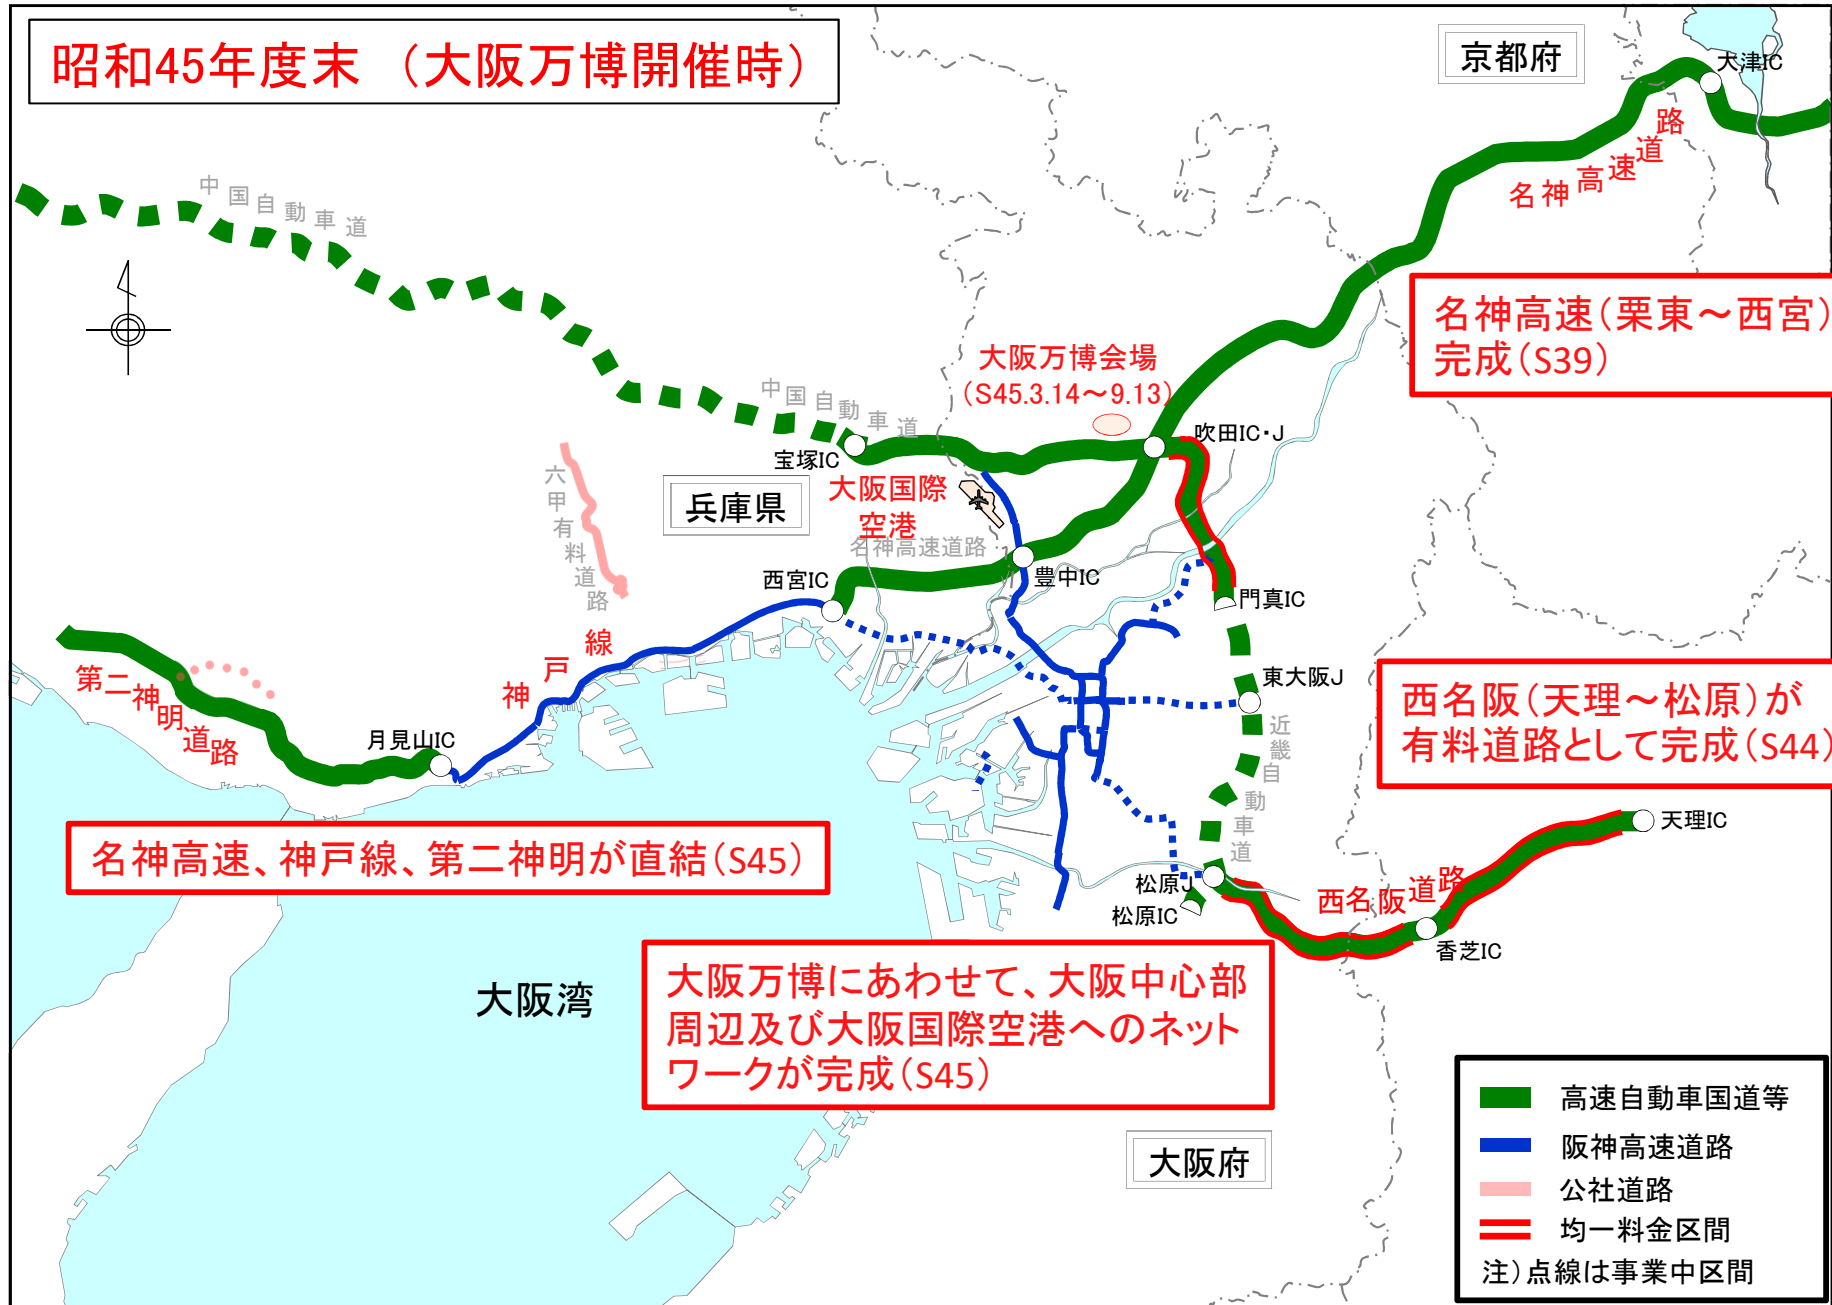 昭和45年度末 （大阪万博開催時）
京都府
大津IC
名神高速道路
中国自動車道
名神高速（栗東～西宮）
完成（S39）
大阪万博会場
（S45.3.14～9.13）
中国自動車道
吹田IC・J
宝塚IC
六甲有料道路
兵庫県
大阪国際
空港
名神高速道路
西宮IC
豊中IC
門真IC
神戸線
第二神明道路
月見山IC
東大阪J
近畿自動車道
西名阪（天理～松原）が
有料道路として完成（S44）
天理IC
名神高速、神戸線、第二神明が直結（S45）
松原J
松原IC
西名阪道路
香芝IC
大阪湾
大阪万博にあわせて、大阪中心部
周辺及び大阪国際空港へのネット
ワークが完成（S45）
大阪府
高速自動車国道等
阪神高速道路
公社道路
均一料金区間
注）点線は事業中区間